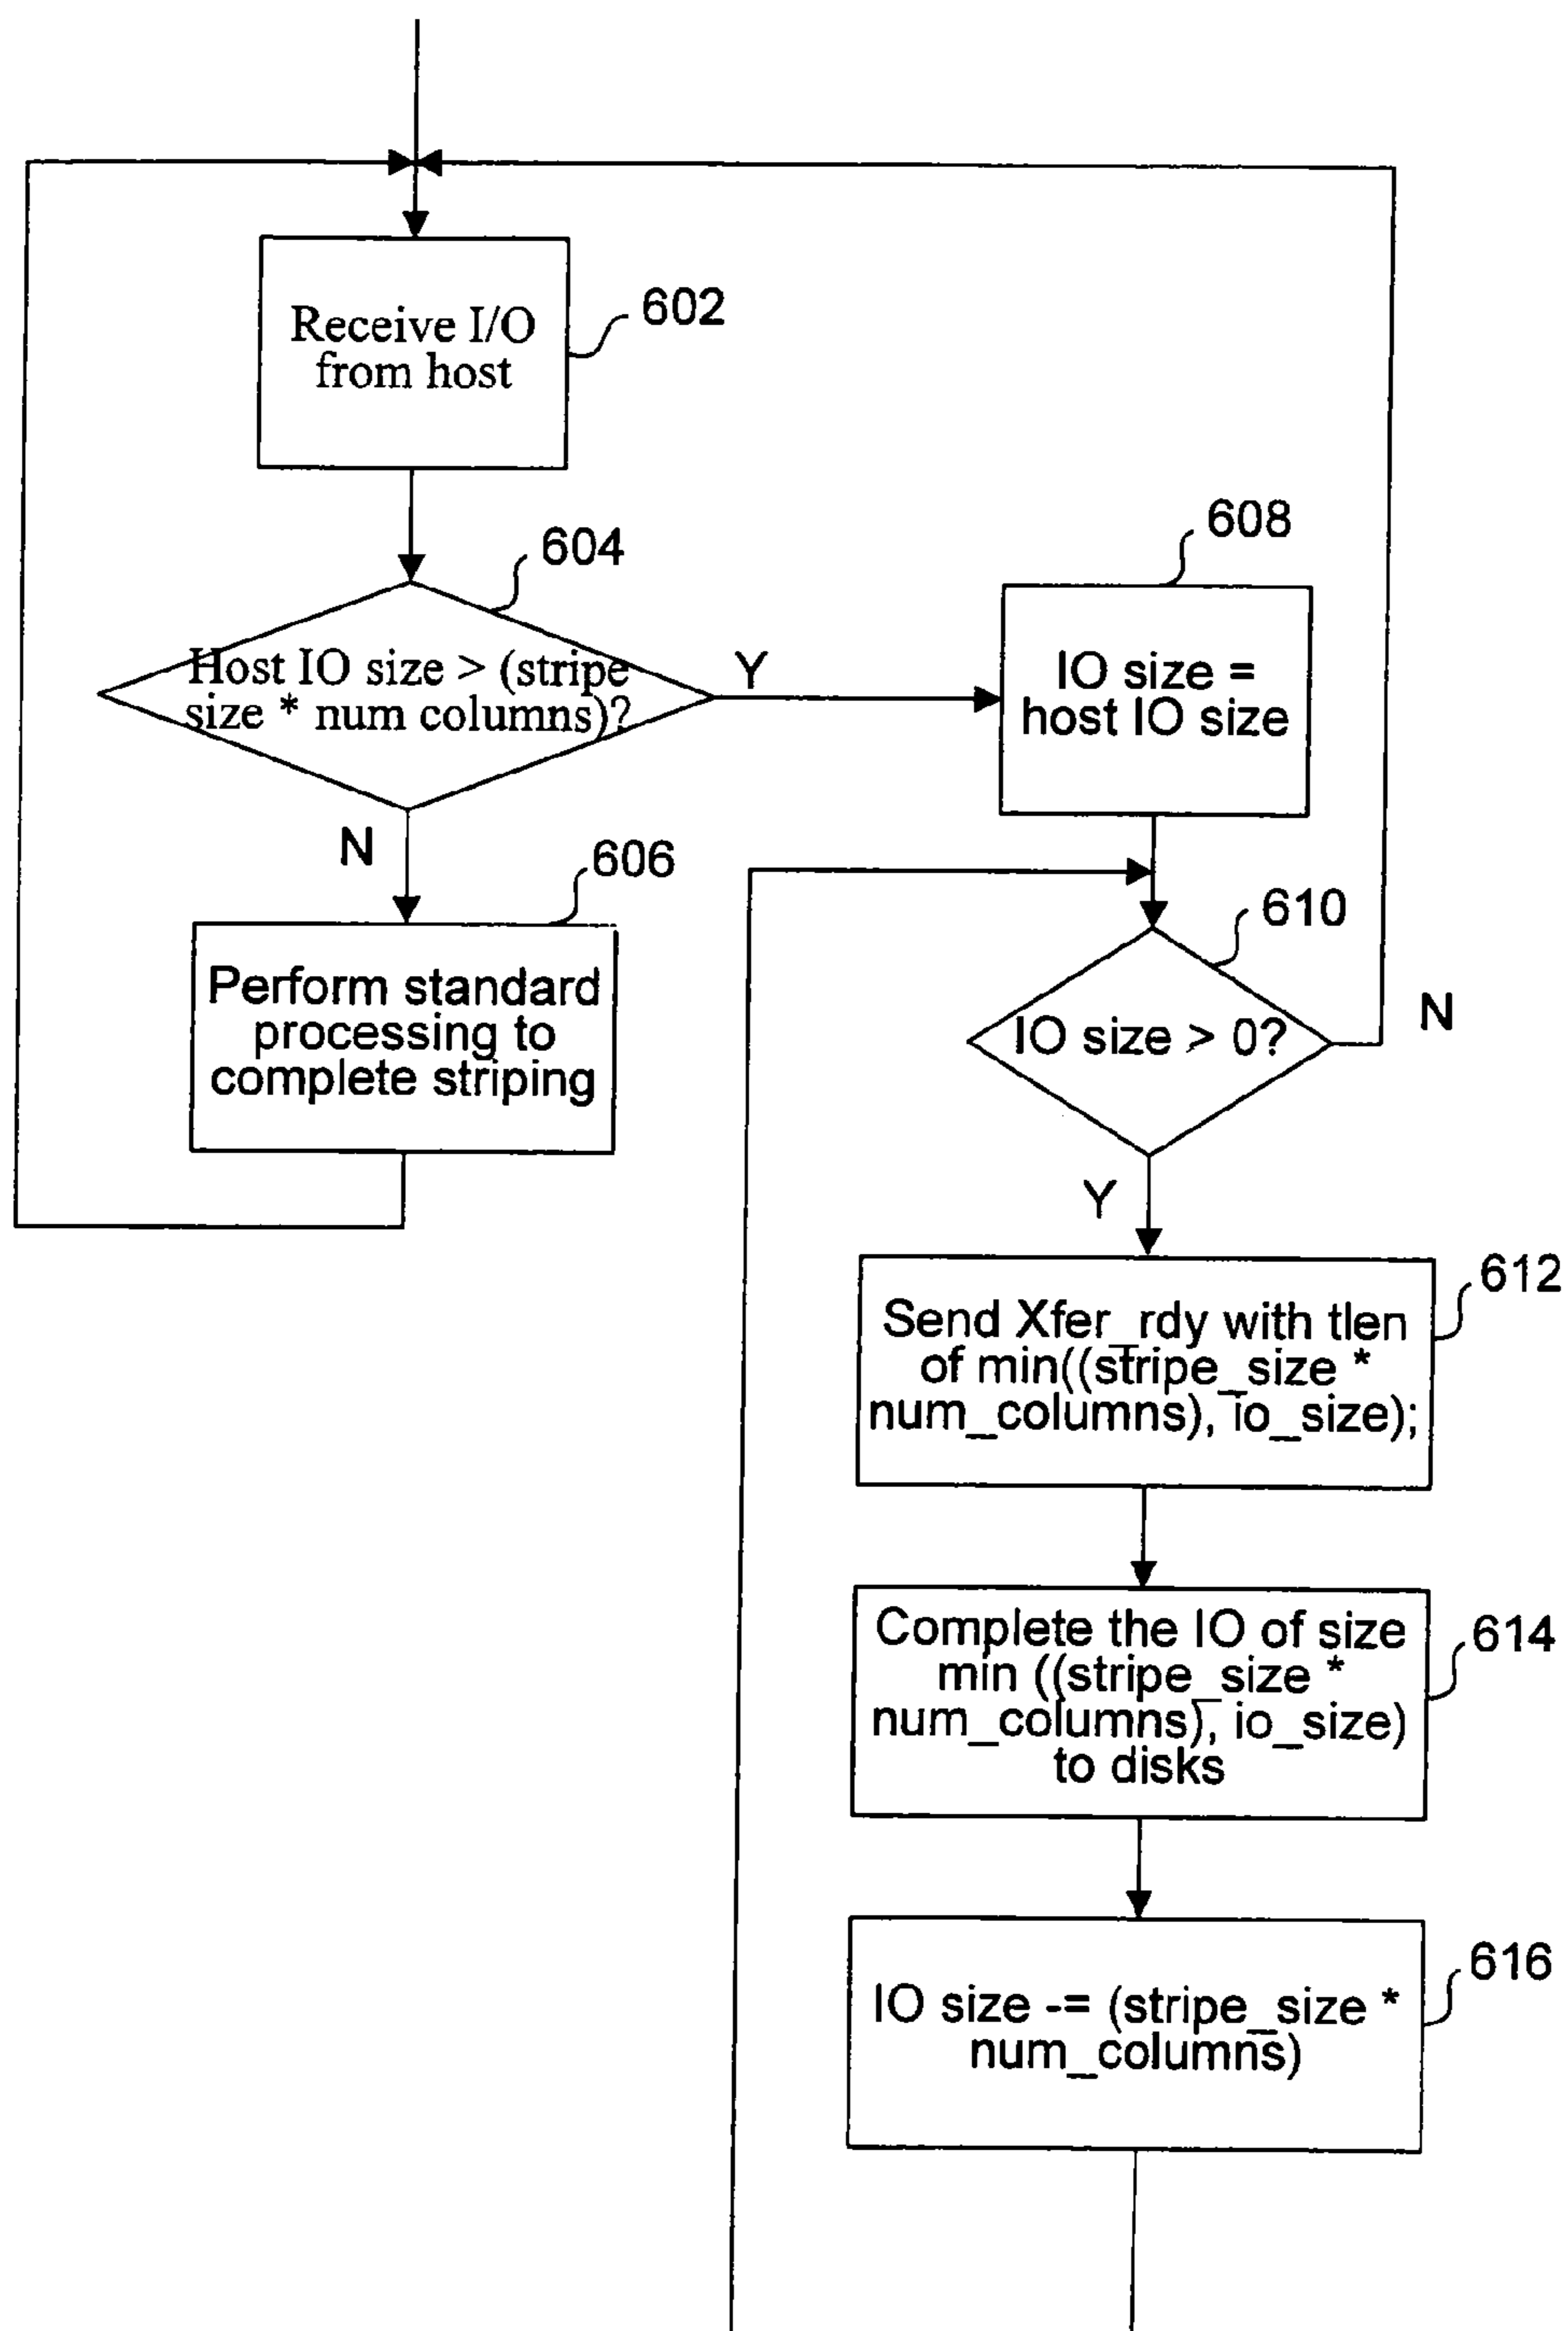 Receive I/O
from host
602
604
Host IO size > (stripe
size * num columns)?
Y
N
608
IO size =
host IO size
606
Perform standard
processing to
complete striping
610
IO size > 0?
N
Y
612
Send Xfer_rdy with tlen
of min((stripe_size *
num_columns), io_size);
614
Complete the IO of size
min ((stripe_size *
num_columns), io_size)
to disks
616
IO size -= (stripe_size *
num_columns)